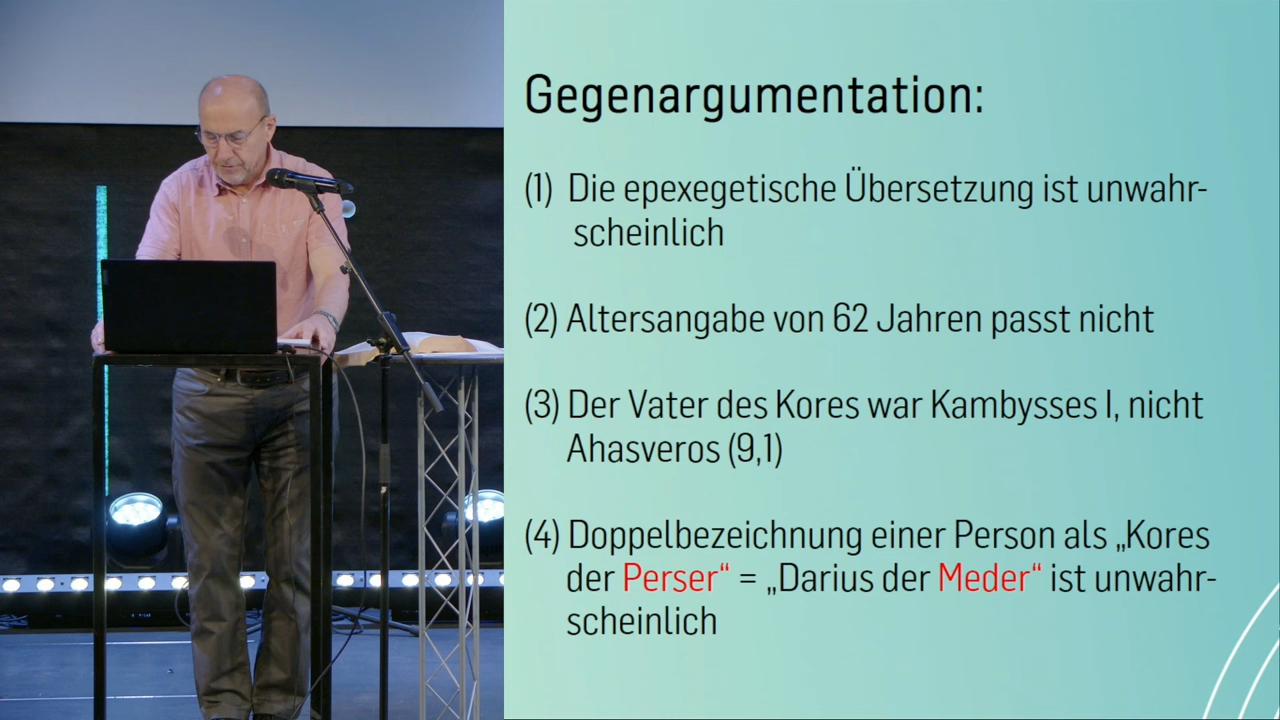 Gegenargumentation:
(1) Die epexegetische Übersetzung ist unwahr-
scheinlich
(2) Altersangabe von 62 Jahren passt nicht
(3) Der Vater des Kores war Kambysses I, nicht
Ahasveros (9,1)
(4) Doppelbezeichnung einer Person als „Kores
der Perser“ = „Darius der Meder“ ist unwahr-
scheinlich